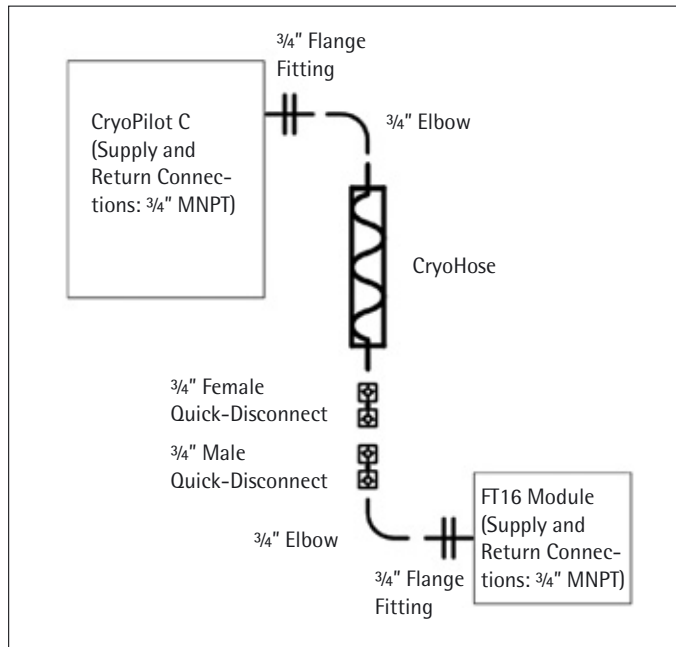 ¾" Flange
Fitting
CryoPilot C
(Supply and
Return Connec-
tions: ¾" MNPT)
¾" Elbow
CryoHose
¾" Female
Quick-Disconnect
¾" Male
Quick-Disconnect
¾" Elbow
FT16 Module
(Supply and
Return Connec-
tions: ¾" MNPT)
¾" Flange
Fitting